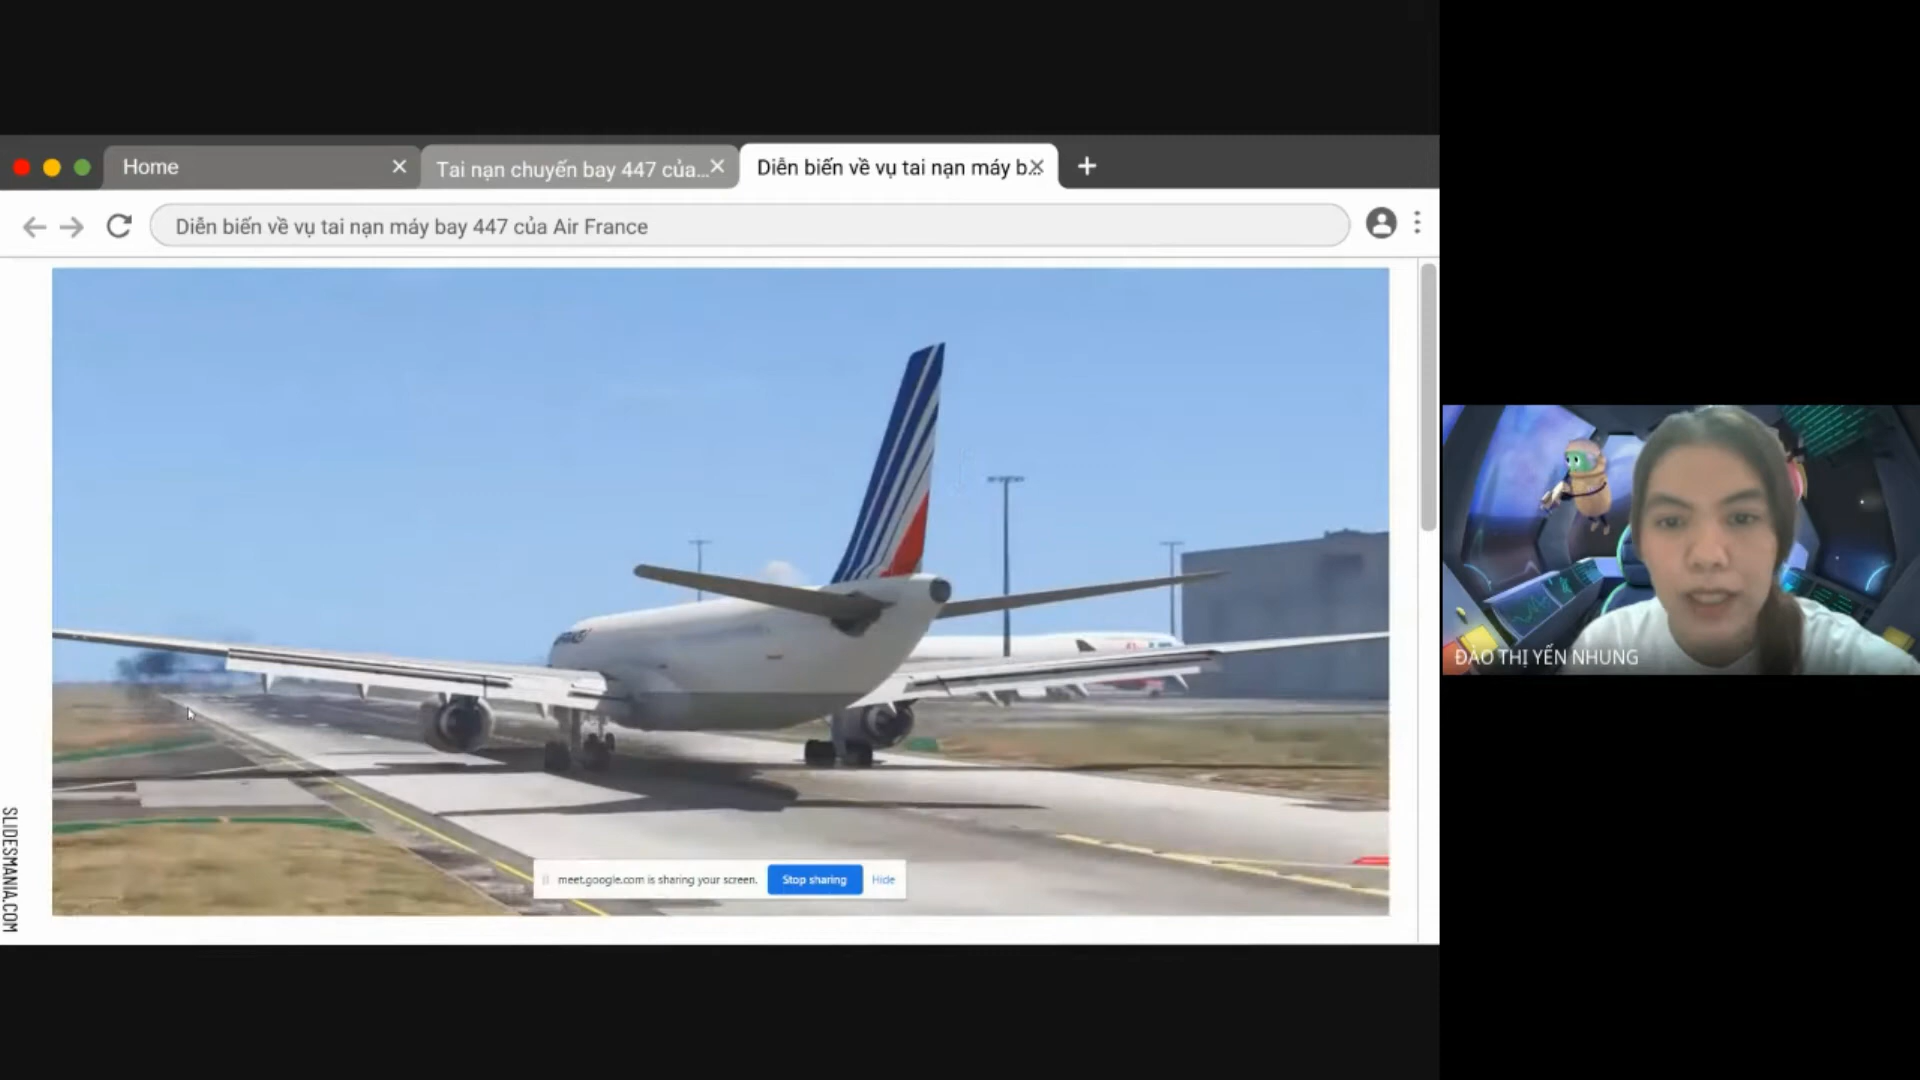 Home
Tai nạn chuyến bay 447 của...
Diễn biến về vụ tai nạn máy b...
Diễn biến về vụ tai nạn máy bay 447 của Air France
SLIDESMANIA.COM
meet.google.com is sharing your screen.
Stop sharing
Hide
ĐÀO THỊ YẾN NHUNG